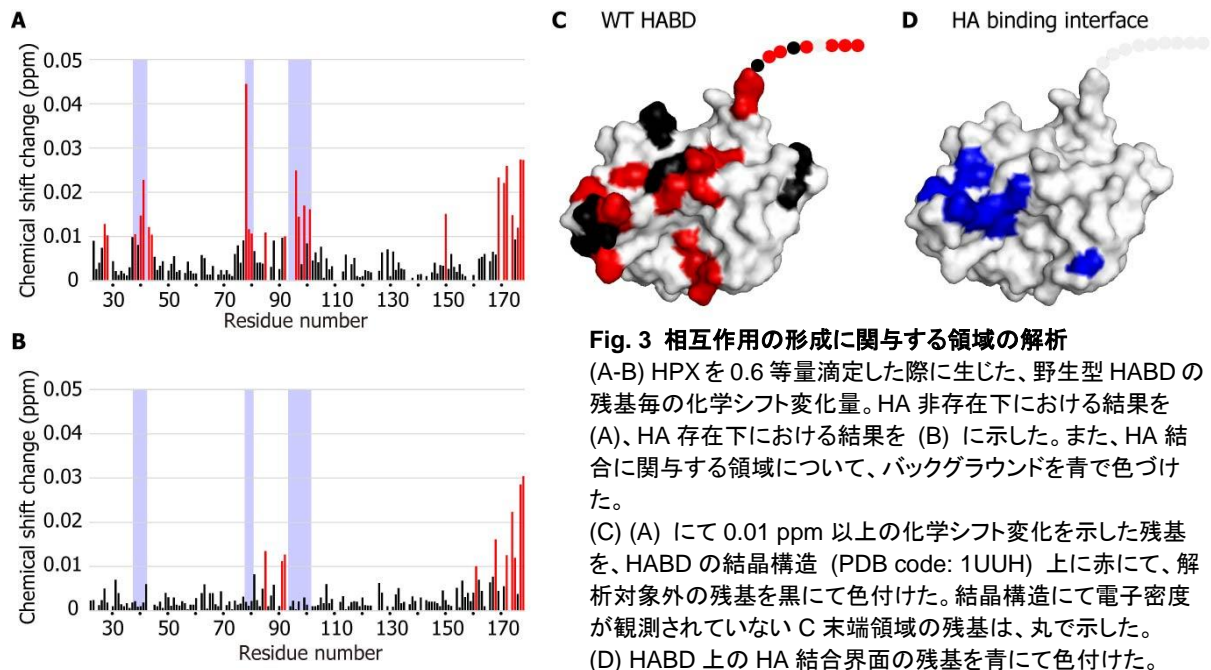 A
Chemical shift change (ppm)
0.05
0.04
0.03
0.02
0.01
0
30 50 70 90 110 130 150 170
Residue number
B
Chemical shift change (ppm)
0.05
0.04
0.03
0.02
0.01
0
30 50 70 90 110 130 150 170
Residue number
C WT HABD
D HA binding interface
Fig. 3 相互作用の形成に関与する領域の解析
(A-B) HPXを0.6 等量滴定した際に生じた、野生型 HABD の
残基毎の化学シフト変化量。HA 非存在下における結果を
(A)、HA 存在下における結果を (B) に示した。また、HA 結
合に関与する領域について、バックグラウンドを青で色づけ
た。
(C) (A) にて 0.01 ppm 以上の化学シフト変化を示した残基
を、HABD の結晶構造 (PDB code: 1UUH) 上に赤にて、解
析対象外の残基を黒にて色付けた。結晶構造にて電子密度
が観測されていない C 末端領域の残基は、丸で示した。
(D) HABD 上の HA 結合界面の残基を青にて色付けた。